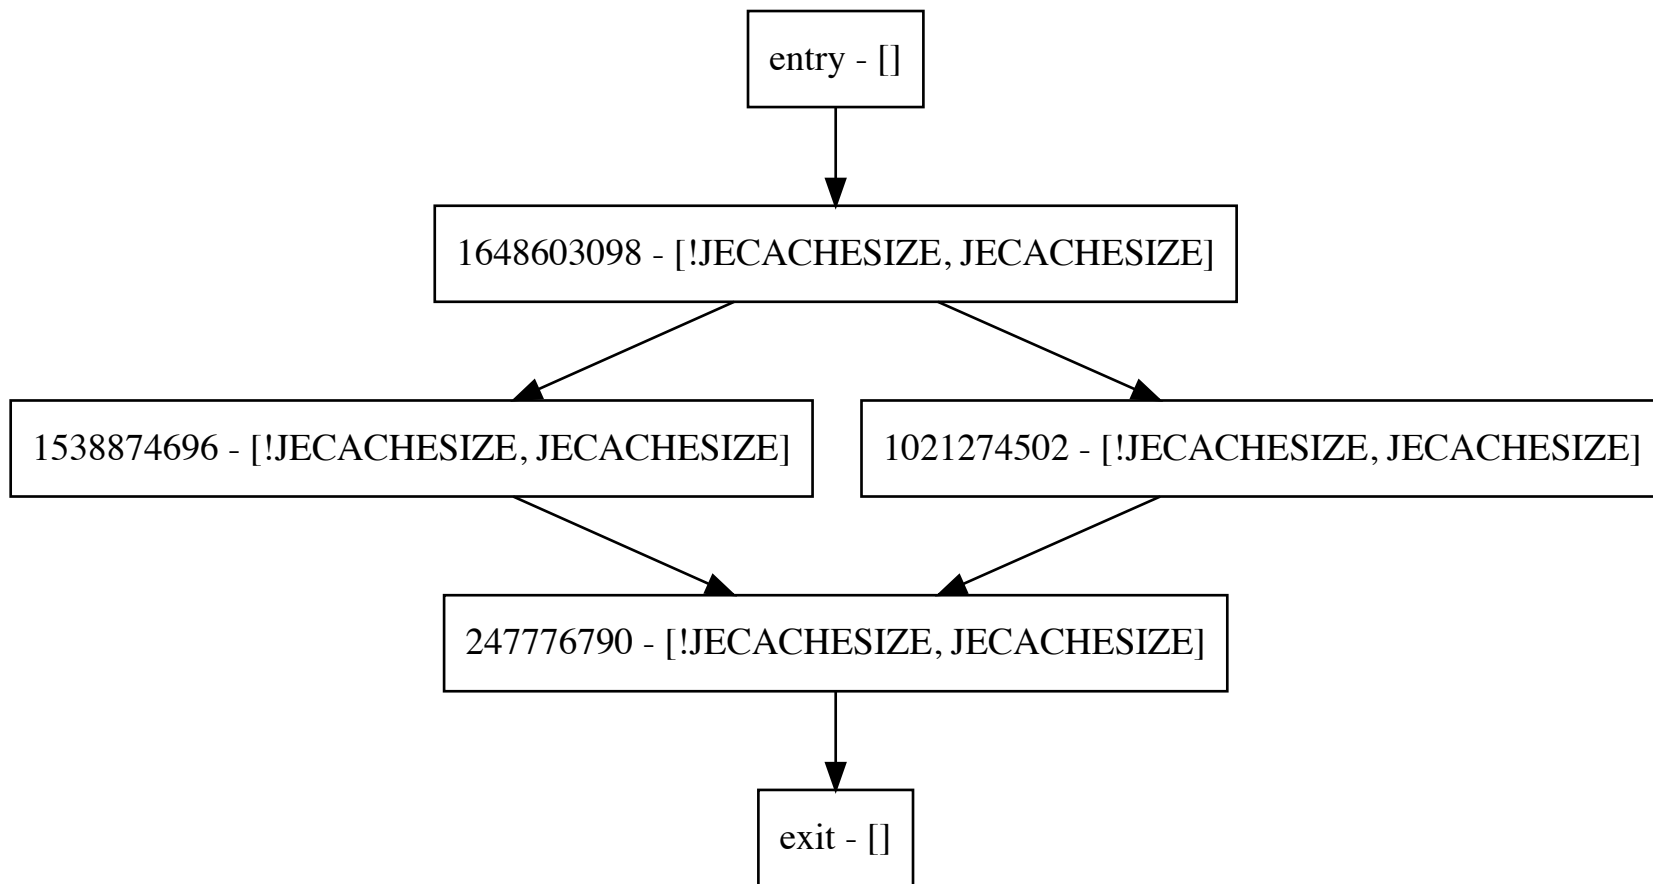 entry - []
1648603098 - [!JECACHESIZE, JECACHESIZE]
1538874696 - [!JECACHESIZE, JECACHESIZE]
1021274502 - [!JECACHESIZE, JECACHESIZE]
247776790 - [!JECACHESIZE, JECACHESIZE]
exit - []